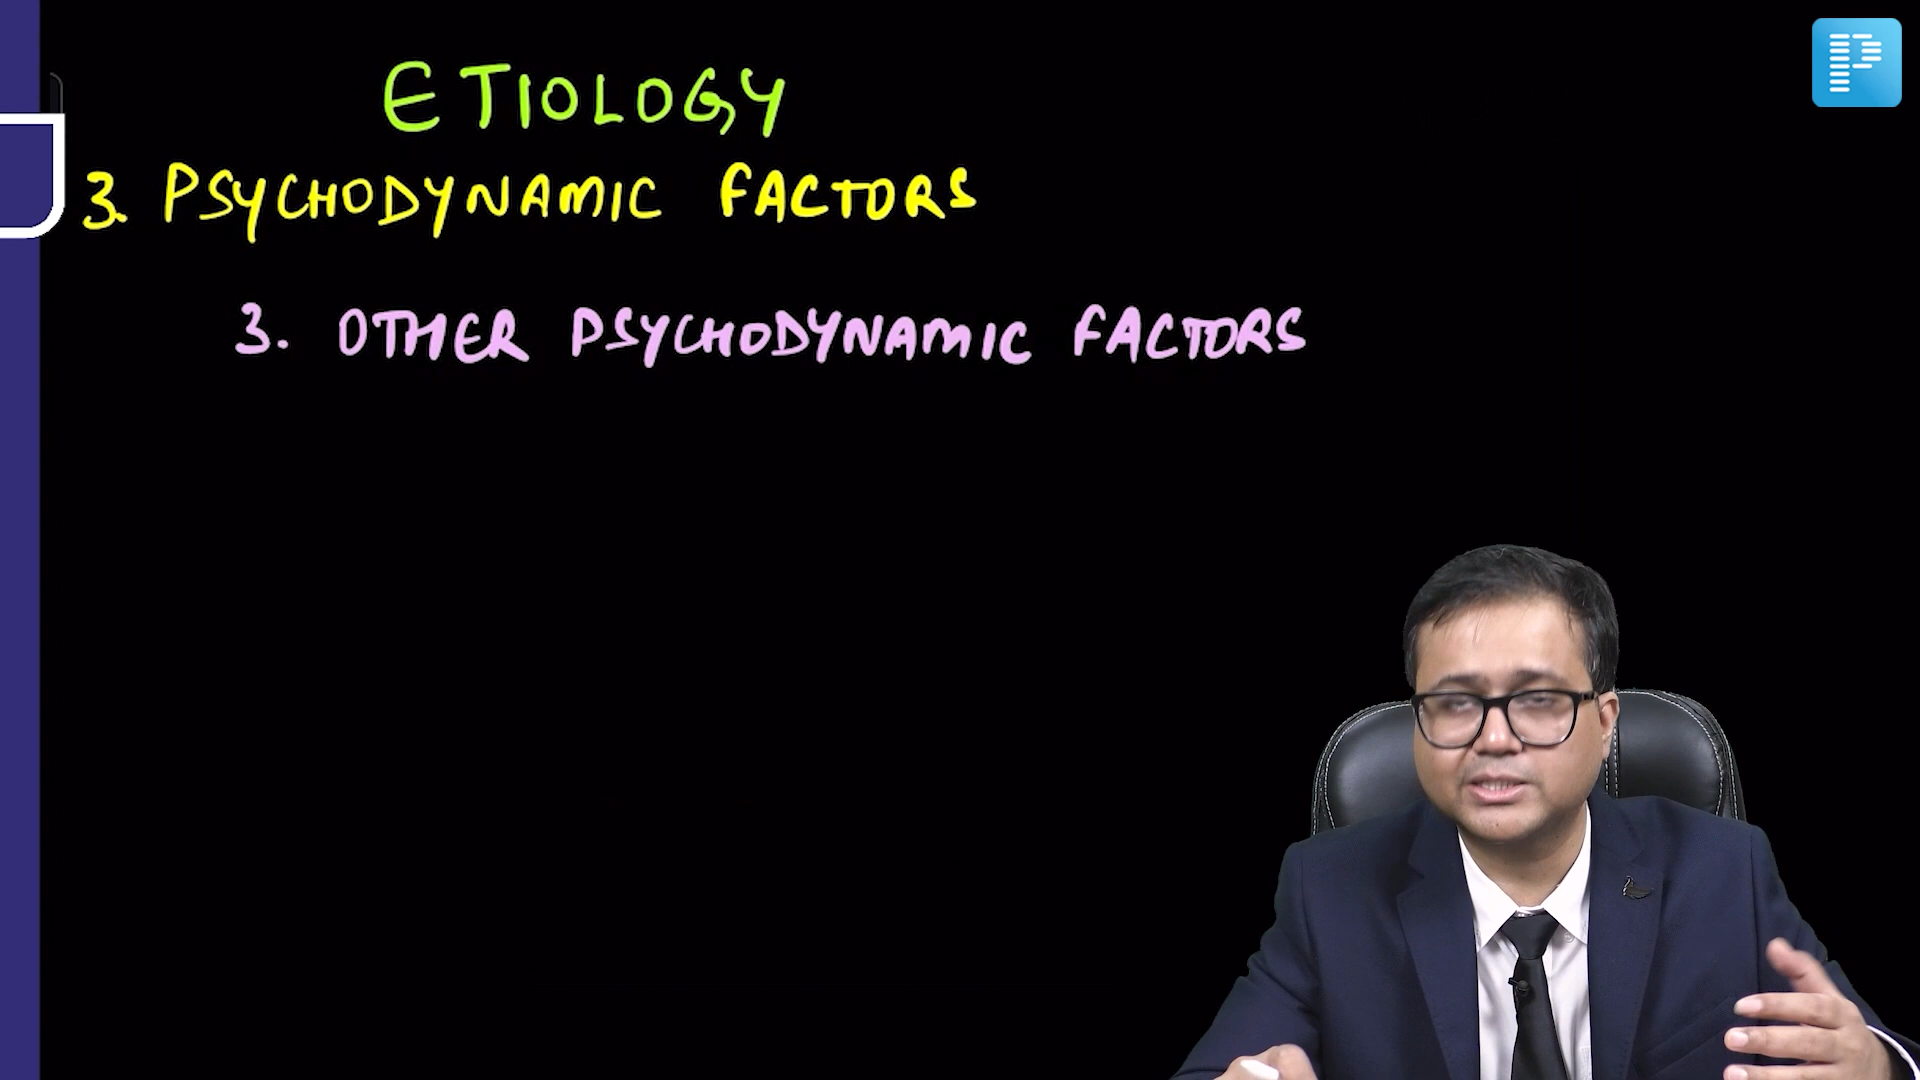 ETIOLOGY
3. PSYCHODYNAMIC FACTORS
3. OTHER PSYCHODYNAMIC FACTORS
P